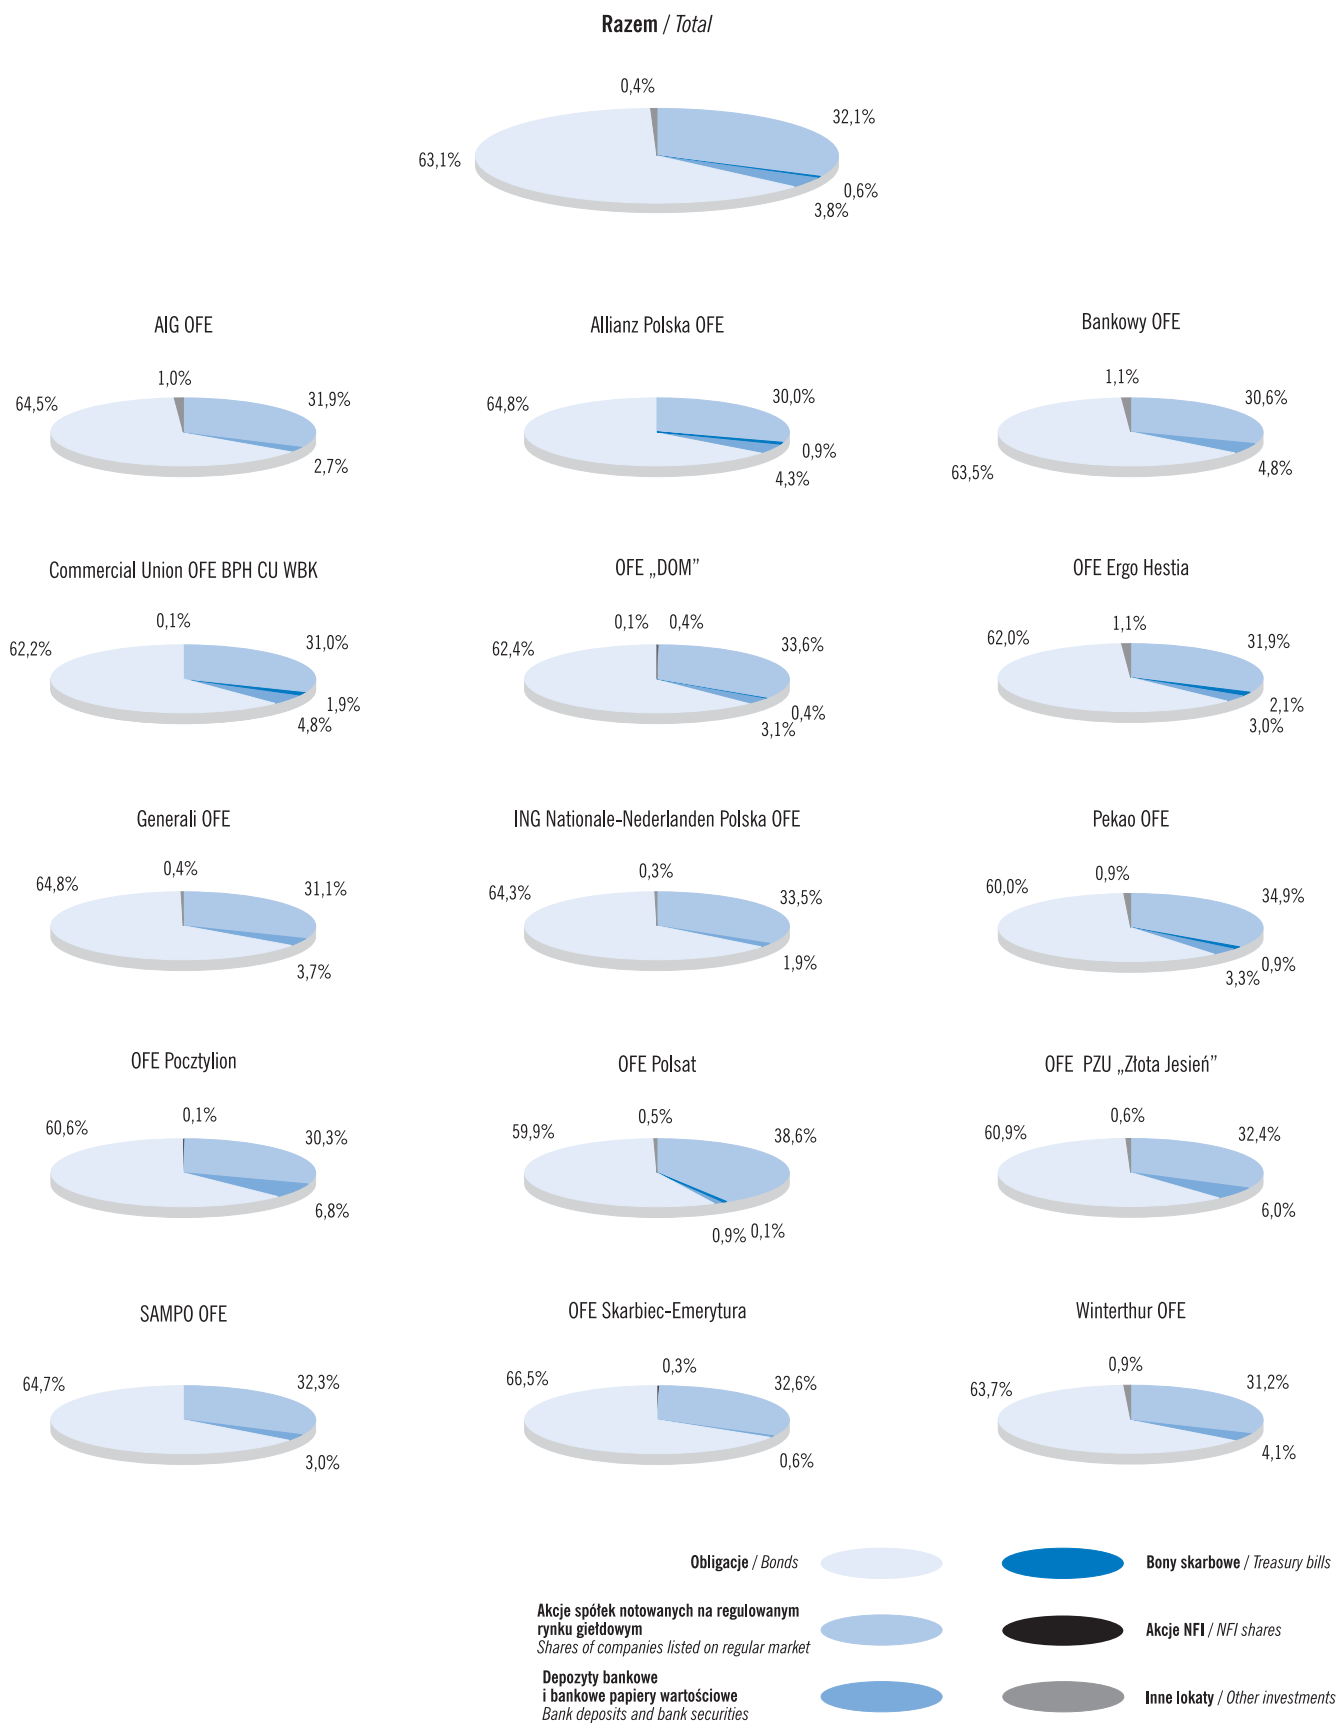 Razem / Total
0,4%
32,1%
63,1%
0,6%
3,8%
AIG OFE
1,0%
64,5%
31,9%
2,7%
Allianz Polska OFE
64,8%
30,0%
0,9%
4,3%
Bankowy OFE
1,1%
30,6%
63,5%
4,8%
Commercial Union OFE BPH CU WBK
0,1%
62,2%
31,0%
1,9%
4,8%
OFE „DOM”
0,1%
0,4%
62,4%
33,6%
0,4%
3,1%
OFE Ergo Hestia
1,1%
62,0%
31,9%
2,1%
3,0%
Generali OFE
0,4%
64,8%
31,1%
3,7%
ING Nationale-Nederlanden Polska OFE
0,3%
64,3%
33,5%
1,9%
Pekao OFE
0,9%
60,0%
34,9%
0,9%
3,3%
OFE Pocztylion
0,1%
60,6%
30,3%
6,8%
OFE Polsat
0,5%
59,9%
38,6%
0,9%
0,1%
OFE PZU „Złota Jesień”
0,6%
60,9%
32,4%
6,0%
SAMPO OFE
64,7%
32,3%
3,0%
OFE Skarbiec-Emerytura
0,3%
66,5%
32,6%
0,6%
Winterthur OFE
0,9%
63,7%
31,2%
4,1%
Obligacje / Bonds
Bony skarbowe / Treasury bills
Akcje spółek notowanych na regulowanym
rynku giełdowym
Shares of companies listed on regular market
Akcje NFI / NFI shares
Depozyty bankowe
i bankowe papiery wartościowe
Bank deposits and bank securities
Inne lokaty / Other investments